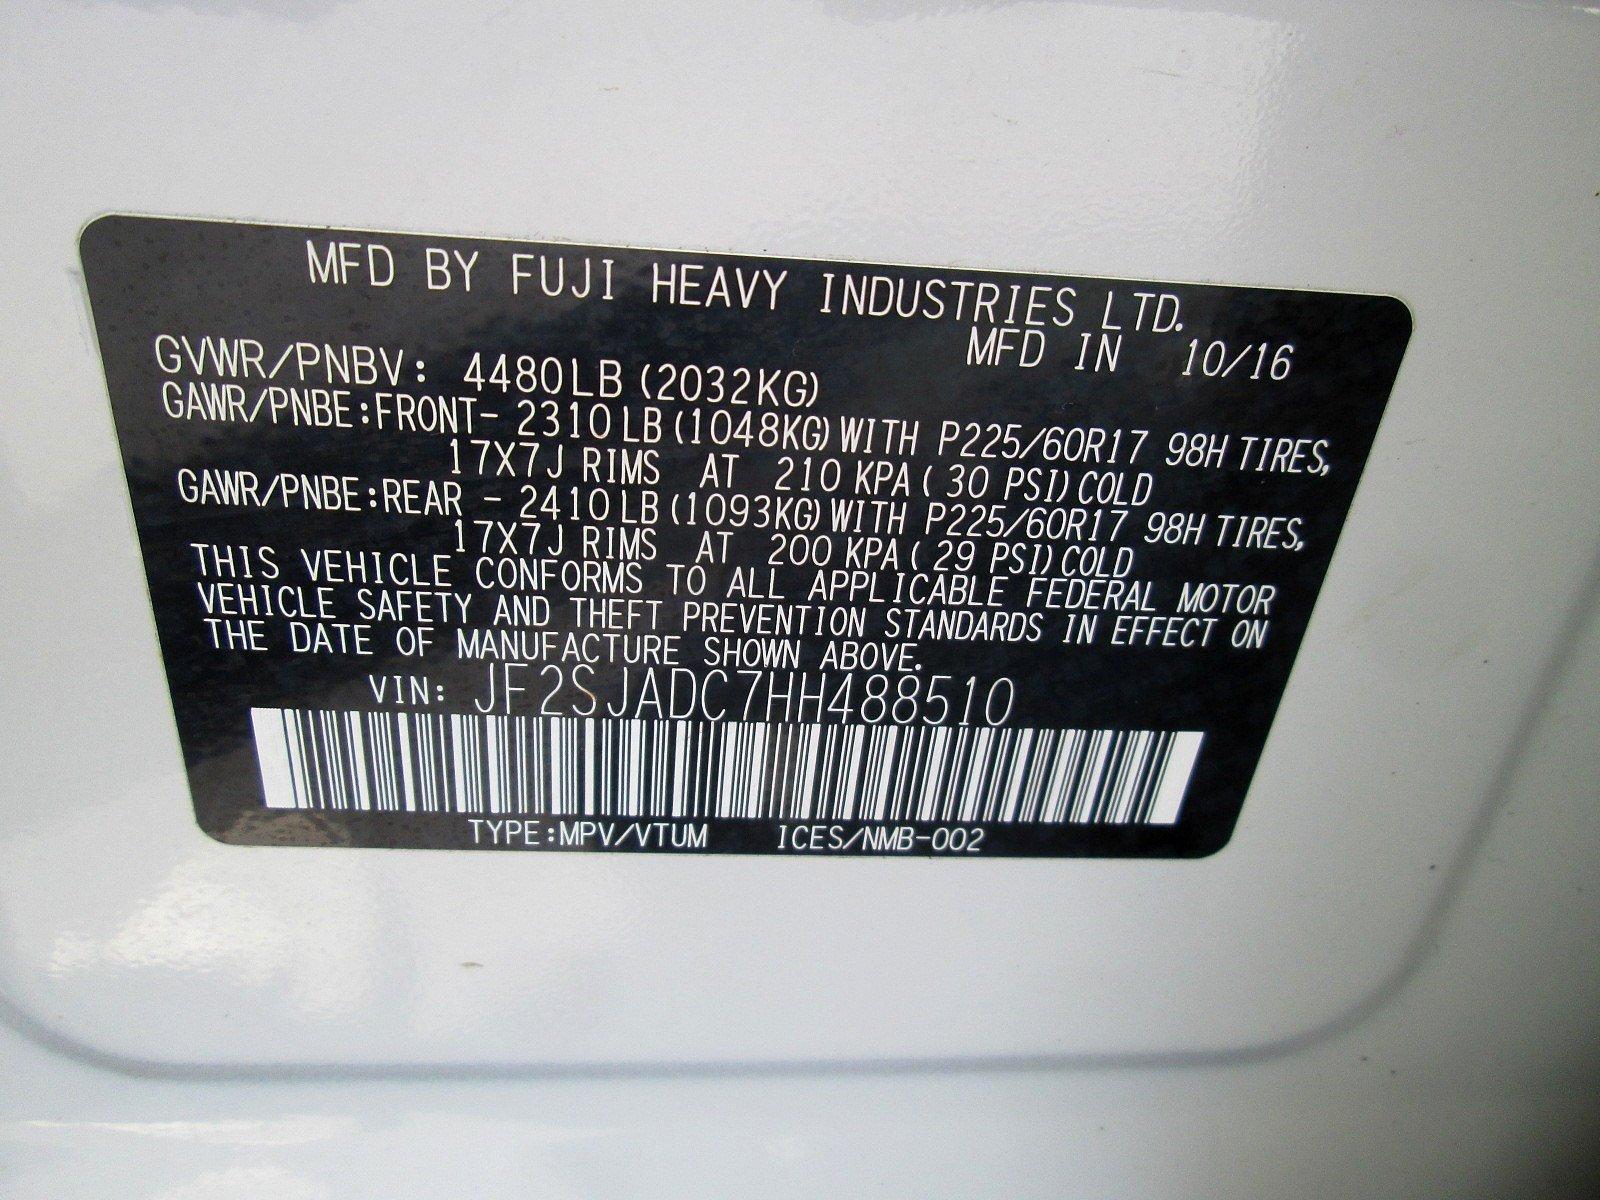 MFD BY FUJI HEAVY INDUSTRIES LTD.
MFD IN 10/16
GVWR/PNBV: 4480LB (2032KG)
GAWR/PNBE:FRONT- 2310LB(1048KG)WITH P225/60R17 98H TIRES,
17X7J RIMS AT 210 KPA( 30 PSI)COLD
GAWR/PNBE:REAR - 2410LB(1093KG)WITH P225/60R17 98H TIRES,
17X7J RIMS AT 200 KPA( 29 PSI)COLD
THIS VEHICLE CONFORMS TO ALL APPLICABLE FEDERAL MOTOR
VEHICLE SAFETY AND THEFT PREVENTION STANDARDS IN EFFECT ON
THE DATE OF MANUFACTURE SHOWN ABOVE.
VIN: JF2SJADC7HH488510
TYPE:MPV/VTUM ICES/NMB-002